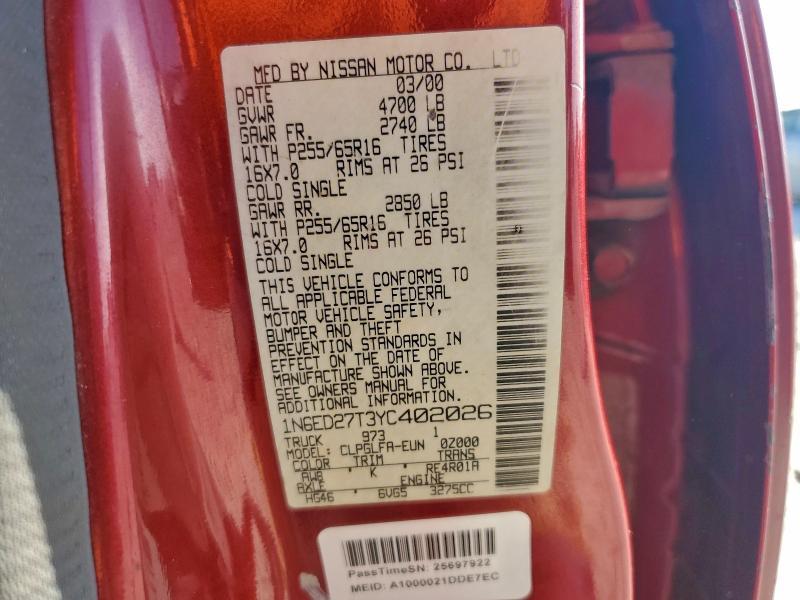 MFD BY NISSAN MOTOR CO. LTD
DATE 03/00
GVWR 4700 LB
GAWR FR. 2740 LB
WITH P255/65R16 TIRES
16X7.0 RIMS AT 26 PSI
COLD SINGLE
GAWR RR. 2850 LB
WITH P255/65R16 TIRES
16X7.0 RIMS AT 26 PSI
COLD SINGLE
THIS VEHICLE CONFORMS TO
ALL APPLICABLE FEDERAL
MOTOR VEHICLE SAFETY,
BUMPER AND THEFT
PREVENTION STANDARDS IN
EFFECT ON THE DATE OF
MANUFACTURE SHOWN ABOVE.
SEE OWNERS MANUAL FOR
ADDITIONAL INFORMATION.
1N6ED27T3YC402026
TRUCK 973 1
MODEL: CLPGLFA-EUN 0Z000
COLOR TRIM TRANS
AWB K RE4R01A
AXLE ENGINE
HG46 6VG5 3275CC
PassTimeSN: 25697922
MEID: A1000021DDE7EC